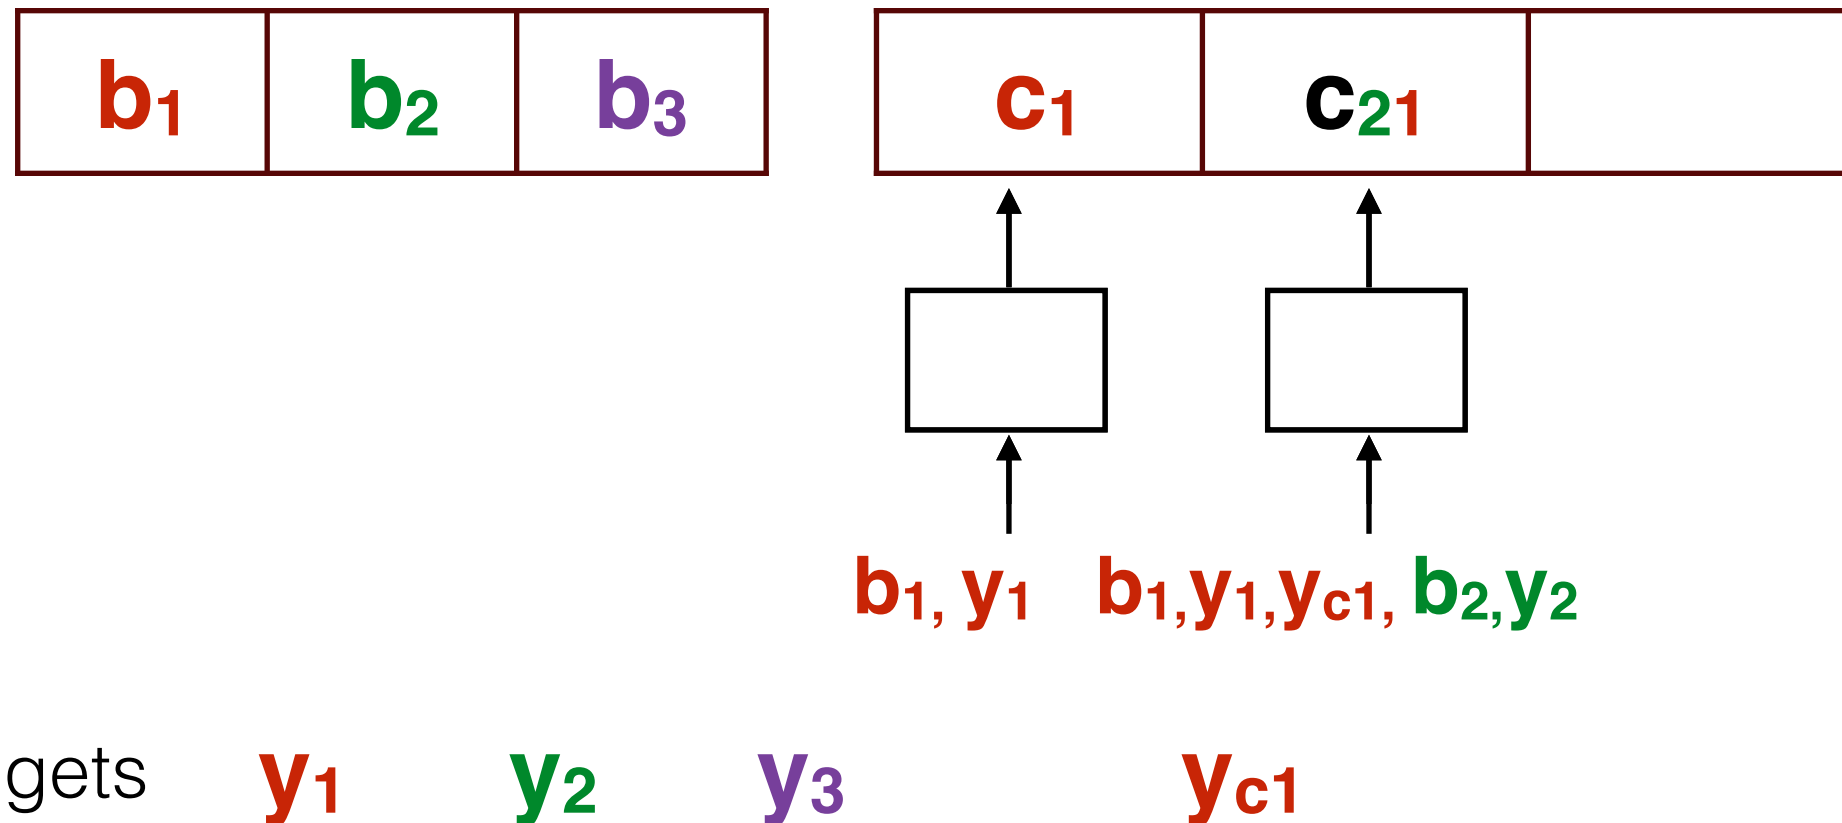 b1 b2 b3 c1 c21
b1, y1 b1,y1,yc1, b2,y2
gets y1 y2 y3 yc1